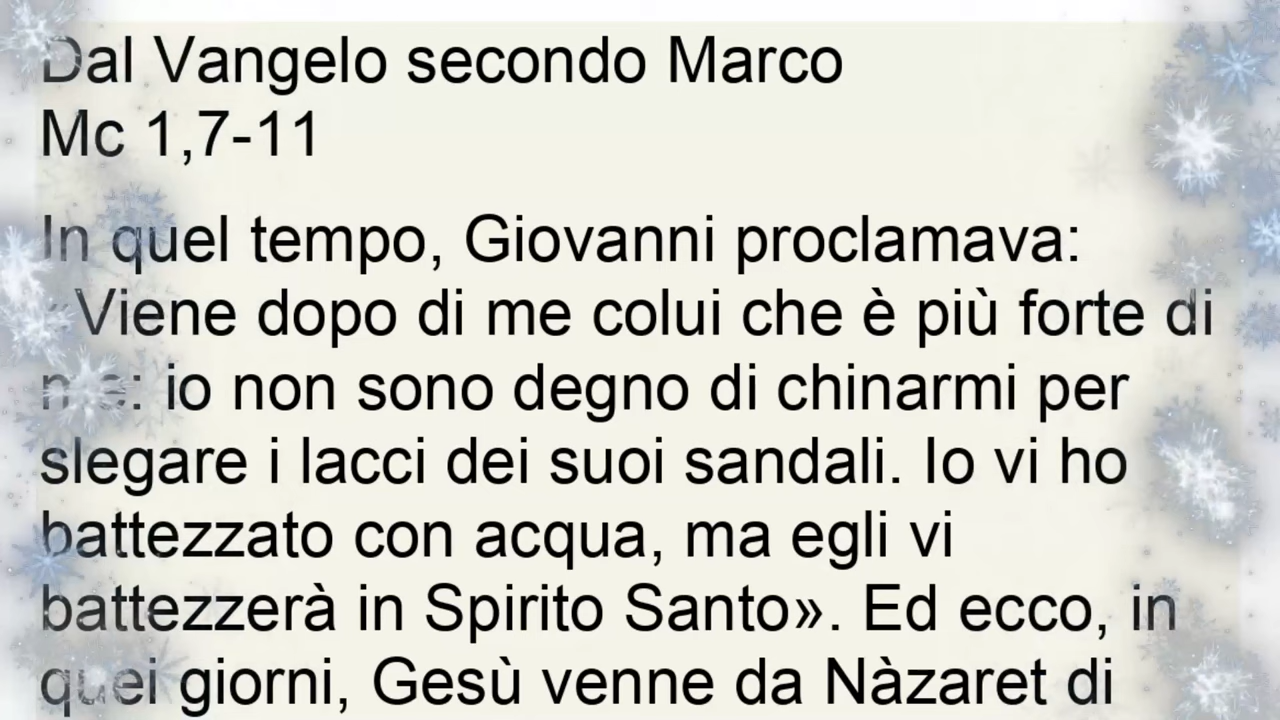 Dal Vangelo secondo Marco
Mc 1,7-11
In quel tempo, Giovanni proclamava:
«Viene dopo di me colui che è più forte di
me: io non sono degno di chinarmi per
slegare i lacci dei suoi sandali. Io vi ho
battezzato con acqua, ma egli vi
battezzerà in Spirito Santo». Ed ecco, in
quei giorni, Gesù venne da Nàzaret di